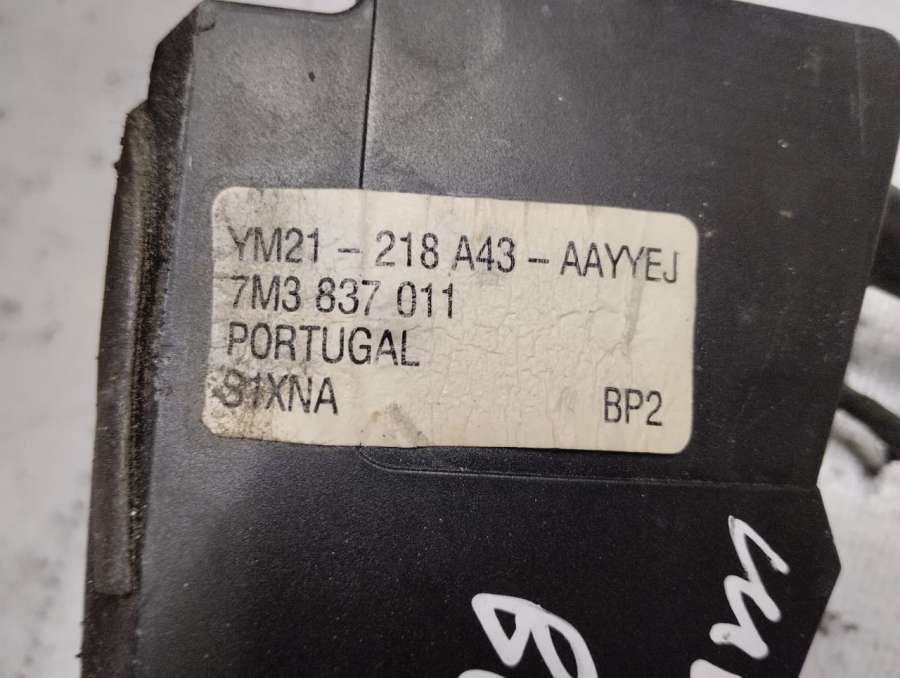 YM21 - 218 A43 - AAYYEJ
7M3 837 011
PORTUGAL
S1XNA BP2